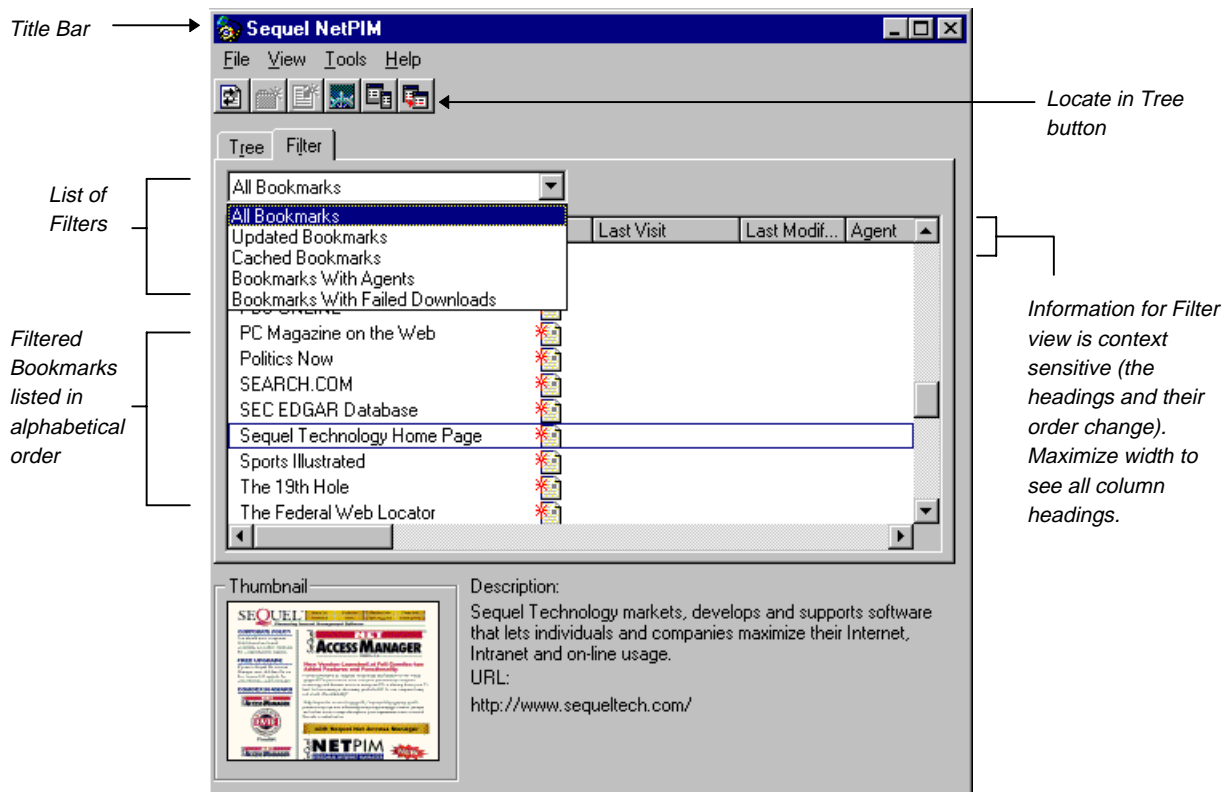 Title Bar
Sequel NetPIM
File View Tools Help
Locate in Tree
button
Tree Filter
List of
Filters
All Bookmarks
All Bookmarks
Updated Bookmarks
Cached Bookmarks
Bookmarks With Agents
Bookmarks With Failed Downloads
Last Visit Last Modif... Agent
Filtered
Bookmarks
listed in
alphabetical
order
PC Magazine on the Web
Politics Now
SEARCH.COM
SEC EDGAR Database
Sequel Technology Home Page
Sports Illustrated
The 19th Hole
The Federal Web Locator
Information for Filter
view is context
sensitive (the
headings and their
order change).
Maximize width to
see all column
headings.
Thumbnail
SEQUEL
NET
ACCESS MANAGER
NETPIM
Description:
Sequel Technology markets, develops and supports software
that lets individuals and companies maximize their Internet,
Intranet and on-line usage.
URL:
http://www.sequeltech.com/